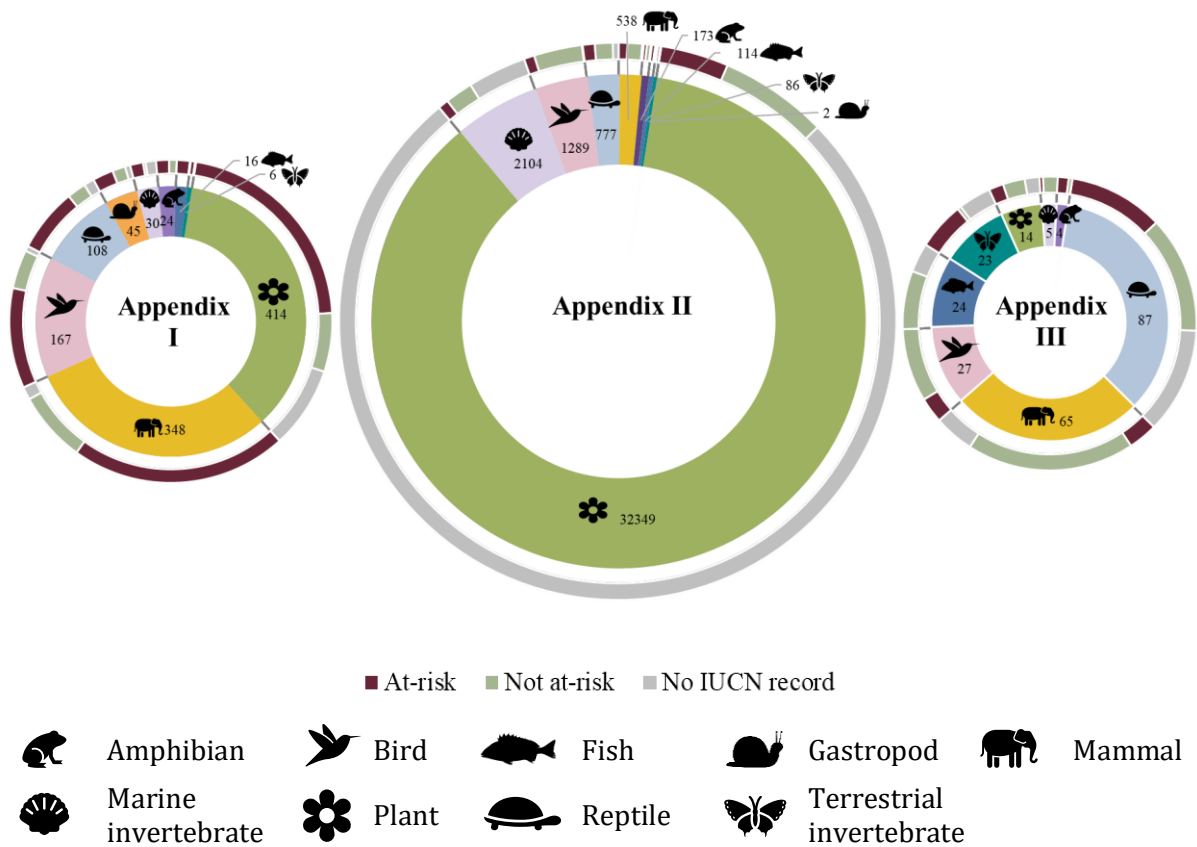 538
173
114
86
2
777
1289
2104
Appendix II
32349
16
6
24
30
45
108
167
348
414
Appendix
I
4
5
14
23
24
27
65
87
Appendix
III
At-risk
Not at-risk
No IUCN record
Amphibian
Bird
Fish
Gastropod
Mammal
Marine
invertebrate
Plant
Reptile
Terrestrial
invertebrate